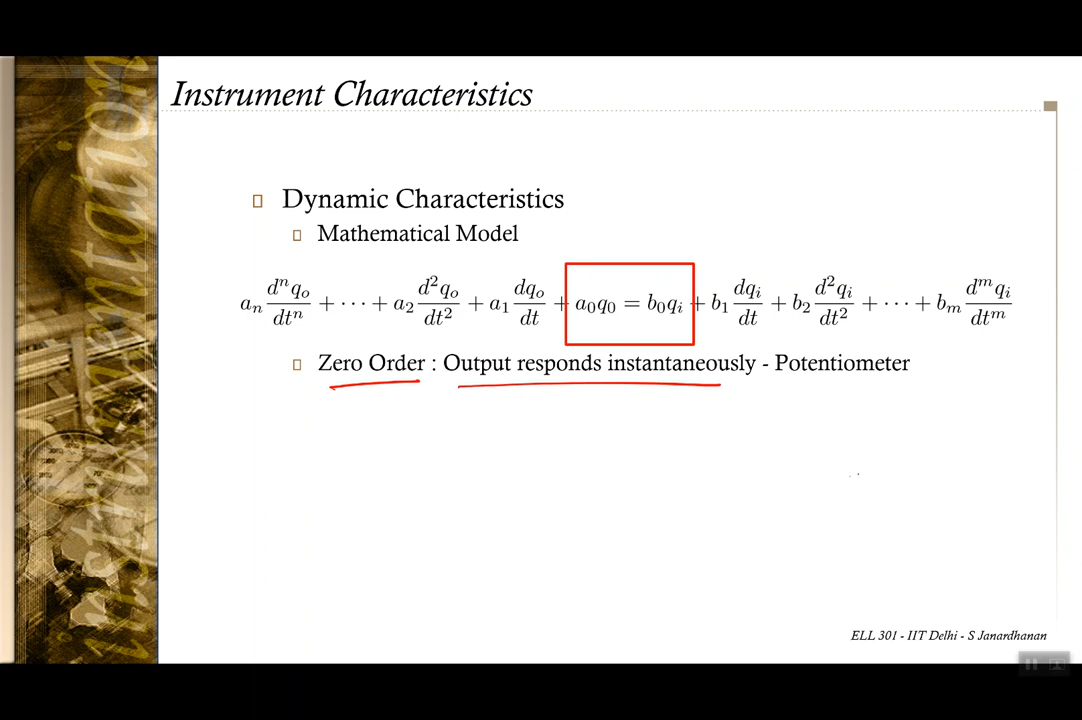 Instrument Characteristics
Dynamic Characteristics
Mathematical Model
a_n d^n q_o/dt^n + ⋯ + a_2 d^2 q_o/dt^2 + a_1 dq_o/dt + a_0 q_0 = b_0 q_i + b_1 dq_i/dt + b_2 d^2 q_i/dt^2 + ⋯ + b_m d^m q_i/dt^m
Zero Order : Output responds instantaneously - Potentiometer
instrumentation
ELL 301 - IIT Delhi - S Janardhanan